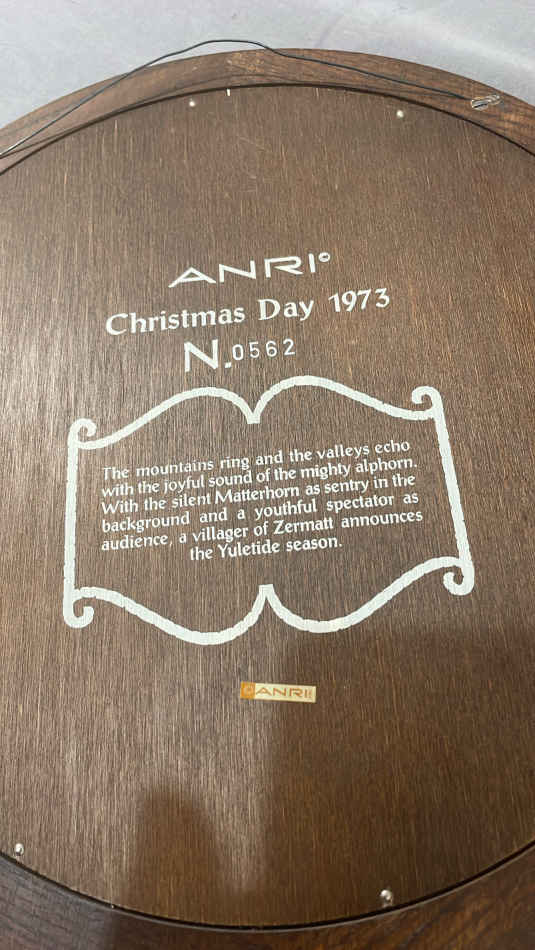 ANRI©
Christmas Day 1973
N.0562
The mountains ring and the valleys echo
with the joyful sound of the mighty alphorn.
With the silent Matterhorn as sentry in the
background and a youthful spectator as
audience, a villager of Zermatt announces
the Yuletide season.
©ANRI